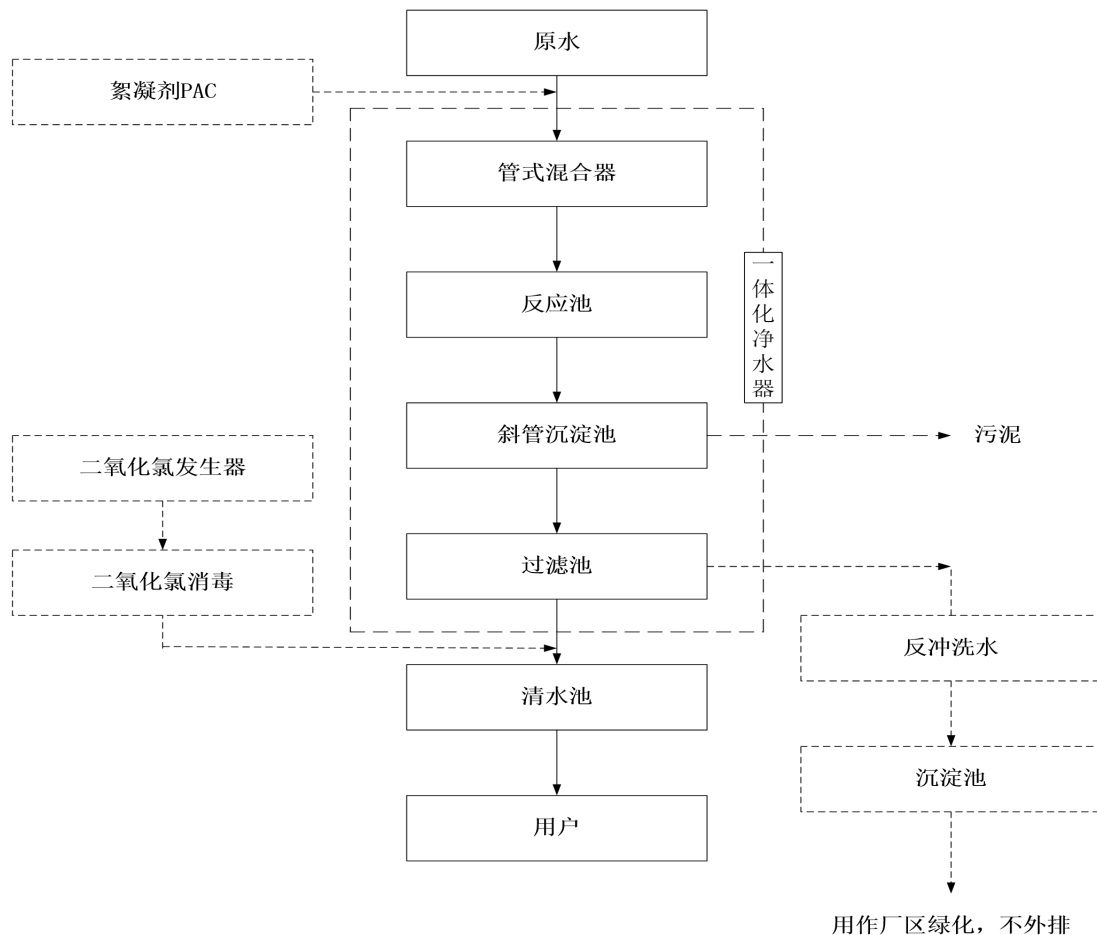 原水
絮凝剂PAC
管式混合器
反应池
一体化净水器
斜管沉淀池
污泥
二氧化氯发生器
过滤池
二氧化氯消毒
反冲洗水
清水池
沉淀池
用户
用作厂区绿化，不外排